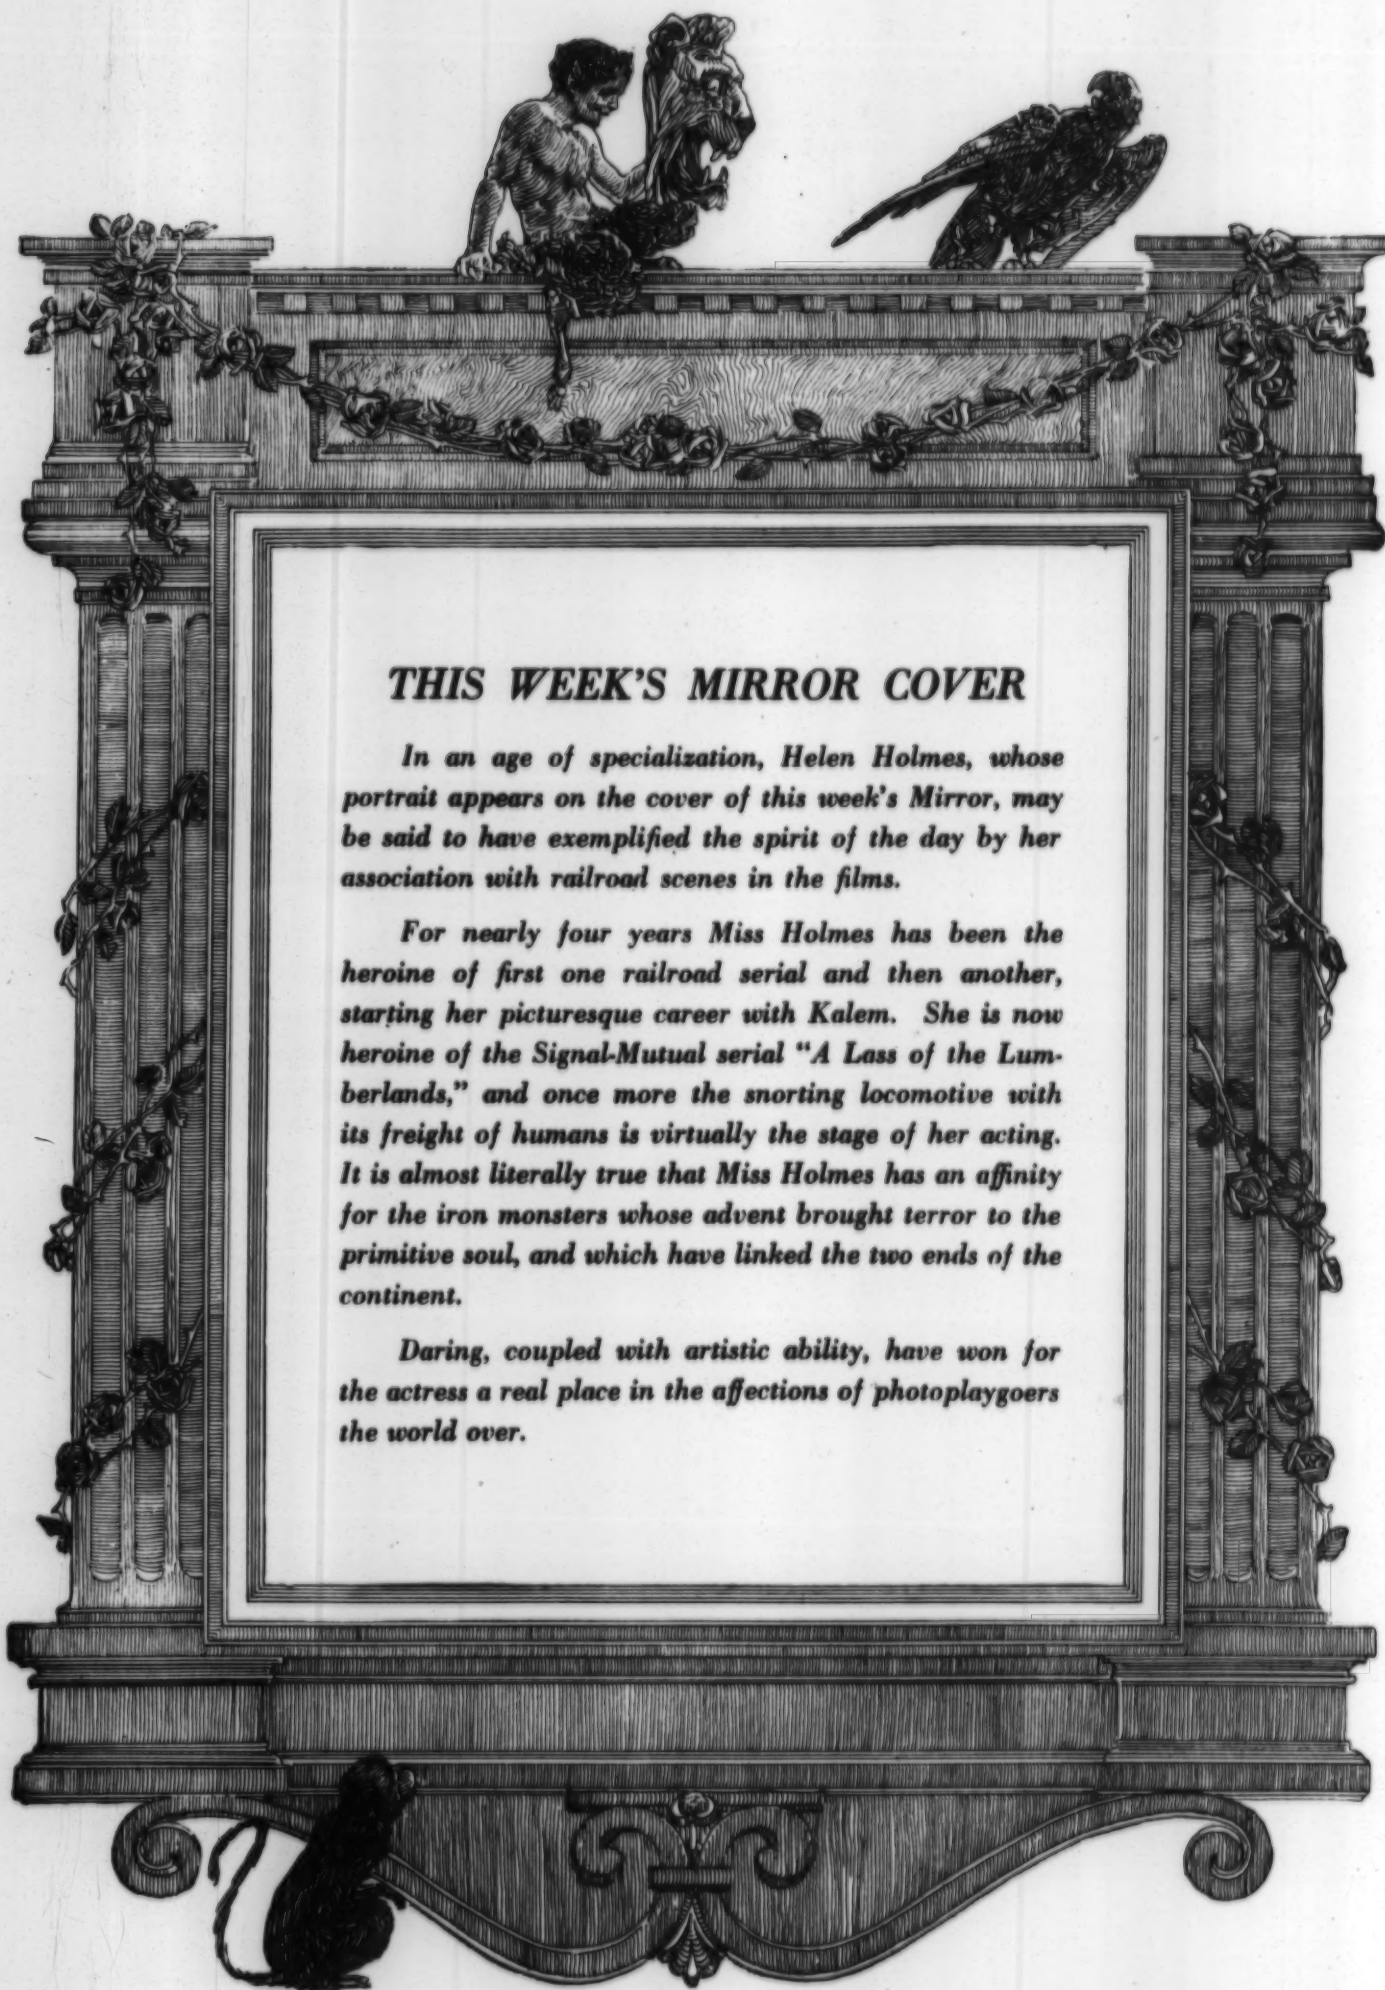 THIS WEEK'S MIRROR COVER
In an age of specialization, Helen Holmes, whose
portrait appears on the cover of this week's Mirror, may
be said to have exemplified the spirit of the day by her
association with railroad scenes in the films.
For nearly four years Miss Holmes has been the
heroine of first one railroad serial and then another,
starting her picturesque career with Kalem. She is now
heroine of the Signal-Mutual serial “A Lass of the Lum-
berlands,” and once more the snorting locomotive with
its freight of humans is virtually the stage of her acting.
It is almost literally true that Miss Holmes has an affinity
for the iron monsters whose advent brought terror to the
primitive soul, and which have linked the two ends of the
continent.
Daring, coupled with artistic ability, have won for
the actress a real place in the affections of photoplaygoers
the world over.